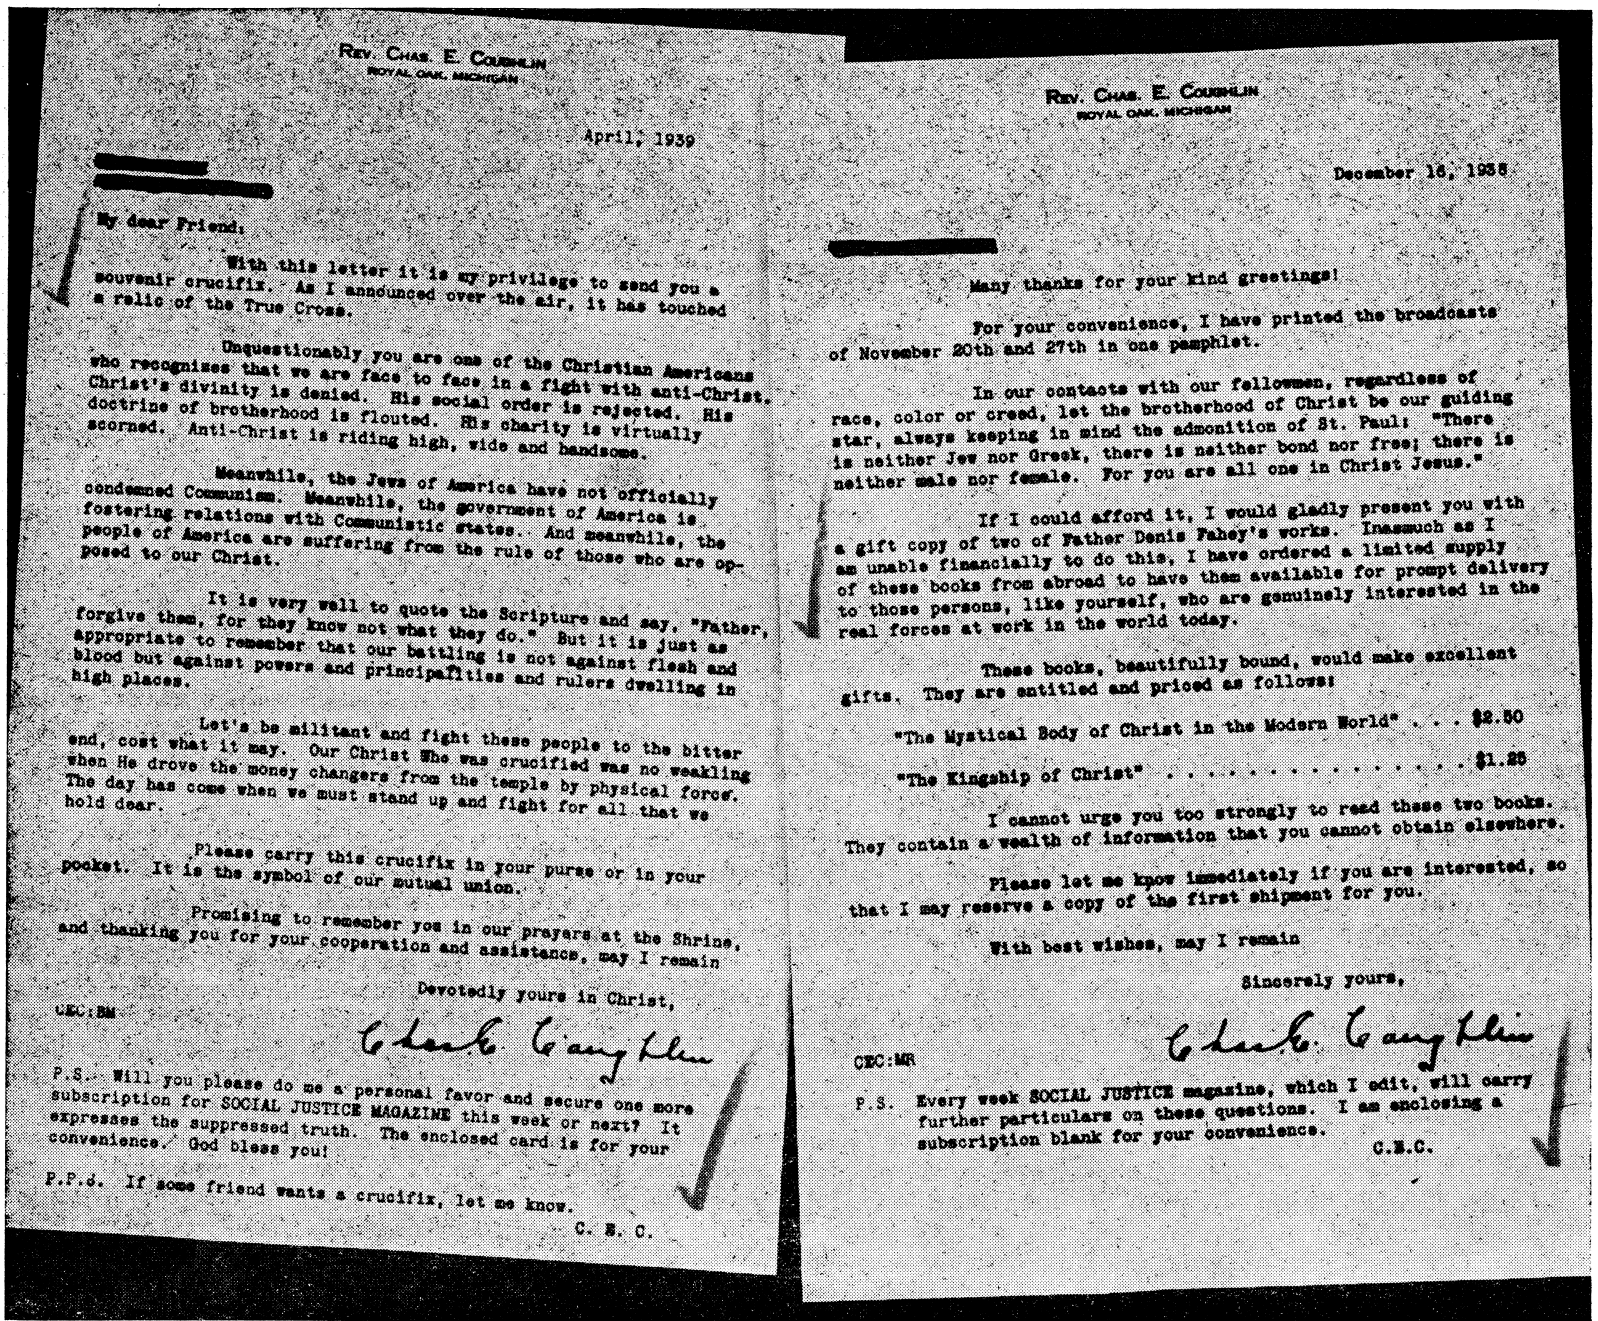 REV. CHAS. E. COUGHLIN
ROYAL OAK, MICHIGAN
April, 1939
My dear Friend:
With this letter it is my privilege to send you a
souvenir crucifix. As I announced over the air, it has touched
a relic of the True Cross.
Unquestionably you are one of the Christian Americans
who recognizes that we are face to face in a fight with anti-Christ.
Christ's divinity is denied. His social order is rejected. His
doctrine of brotherhood is flouted. His charity is virtually
scorned. Anti-Christ is riding high, wide and handsome.
Meanwhile, the Jews of America have not officially
condemned Communism. Meanwhile, the government of America is
fostering relations with Communistic states. And meanwhile, the
people of America are suffering from the rule of those who are op-
posed to our Christ.
It is very well to quote the Scripture and say, "Father,
forgive them, for they know not what they do." But it is just as
appropriate to remember that our battling is not against flesh and
blood but against powers and principalities and rulers dwelling in
high places.
Let's be militant and fight these people to the bitter
end, cost what it may. Our Christ Who was crucified was no weakling
when He drove the money changers from the temple by physical force.
The day has come when we must stand up and fight for all that we
hold dear.
Please carry this crucifix in your purse or in your
pocket. It is the symbol of our mutual union.
Promising to remember you in our prayers at the Shrine,
and thanking you for your cooperation and assistance, may I remain
Devotedly yours in Christ,
CEC:BM
Chas. E. Coughlin
P.S. Will you please do me a personal favor and secure one more
subscription for SOCIAL JUSTICE MAGAZINE this week or next? It
expresses the suppressed truth. The enclosed card is for your
convenience. God bless you!
P.P.S. If some friend wants a crucifix, let me know.
C. E. C.
REV. CHAS. E. COUGHLIN
ROYAL OAK, MICHIGAN
December 16, 1938
Many thanks for your kind greetings!
For your convenience, I have printed the broadcasts
of November 20th and 27th in one pamphlet.
In our contacts with our fellowmen, regardless of
race, color or creed, let the brotherhood of Christ be our guiding
star, always keeping in mind the admonition of St. Paul: "There
is neither Jew nor Greek, there is neither bond nor free; there is
neither male nor female. For you are all one in Christ Jesus."
If I could afford it, I would gladly present you with
a gift copy of two of Father Denis Fahey's works. Inasmuch as I
am unable financially to do this, I have ordered a limited supply
of these books from abroad to have them available for prompt delivery
to those persons, like yourself, who are genuinely interested in the
real forces at work in the world today.
These books, beautifully bound, would make excellent
gifts. They are entitled and priced as follows:
"The Mystical Body of Christ in the Modern World" . . . $2.50
"The Kingship of Christ" . . . . . . . . . . . . . . . . $1.25
I cannot urge you too strongly to read these two books.
They contain a wealth of information that you cannot obtain elsewhere.
Please let me know immediately if you are interested, so
that I may reserve a copy of the first shipment for you.
With best wishes, may I remain
Sincerely yours,
Chas. E. Coughlin
CEC:MR
P.S. Every week SOCIAL JUSTICE magazine, which I edit, will carry
further particulars on these questions. I am enclosing a
subscription blank for your convenience.
C.E.C.